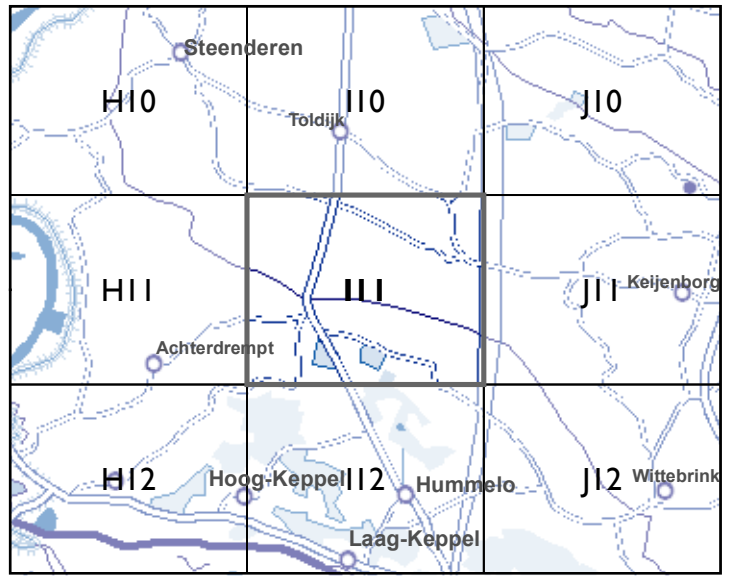 Steenderen
H10
I10
J10
Toldijk
H11
I11
J11
Keijenborg
Achterdrempt
H12
Hoog-Keppel
I12
Hummelo
J12
Wittebrink
Laag-Keppel